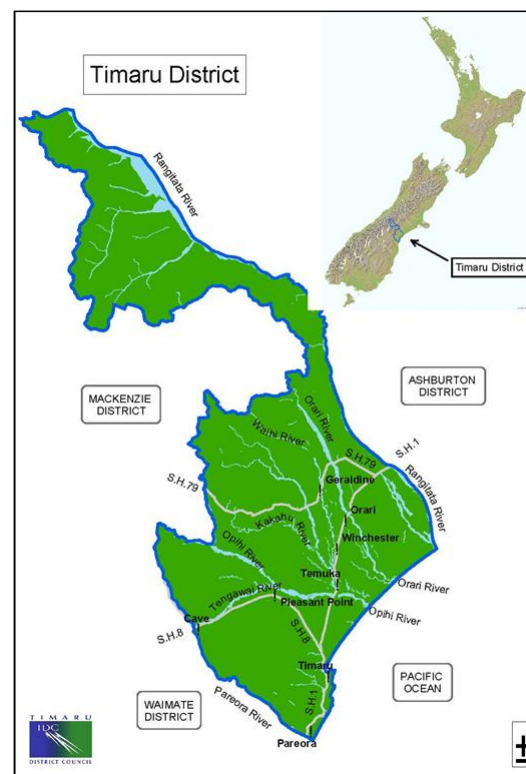 Timaru District
Rangitata River
Timaru District
MACKENZIE
DISTRICT
ASHBURTON
DISTRICT
Orari River
Waihi River
S.H.79
S.H.1
S.H.79
Rangitata River
Geraldine
Kakahu River
Orari
Opihi River
Winchester
Temuka
Orari River
Tengawai River
Pleasant Point
Opihi River
Cave
S.H.8
S.H.8
Timaru
PACIFIC
OCEAN
WAIMATE
DISTRICT
Pareora River
S.H.1
Pareora
TIMARU
TDC
DISTRICT COUNCIL